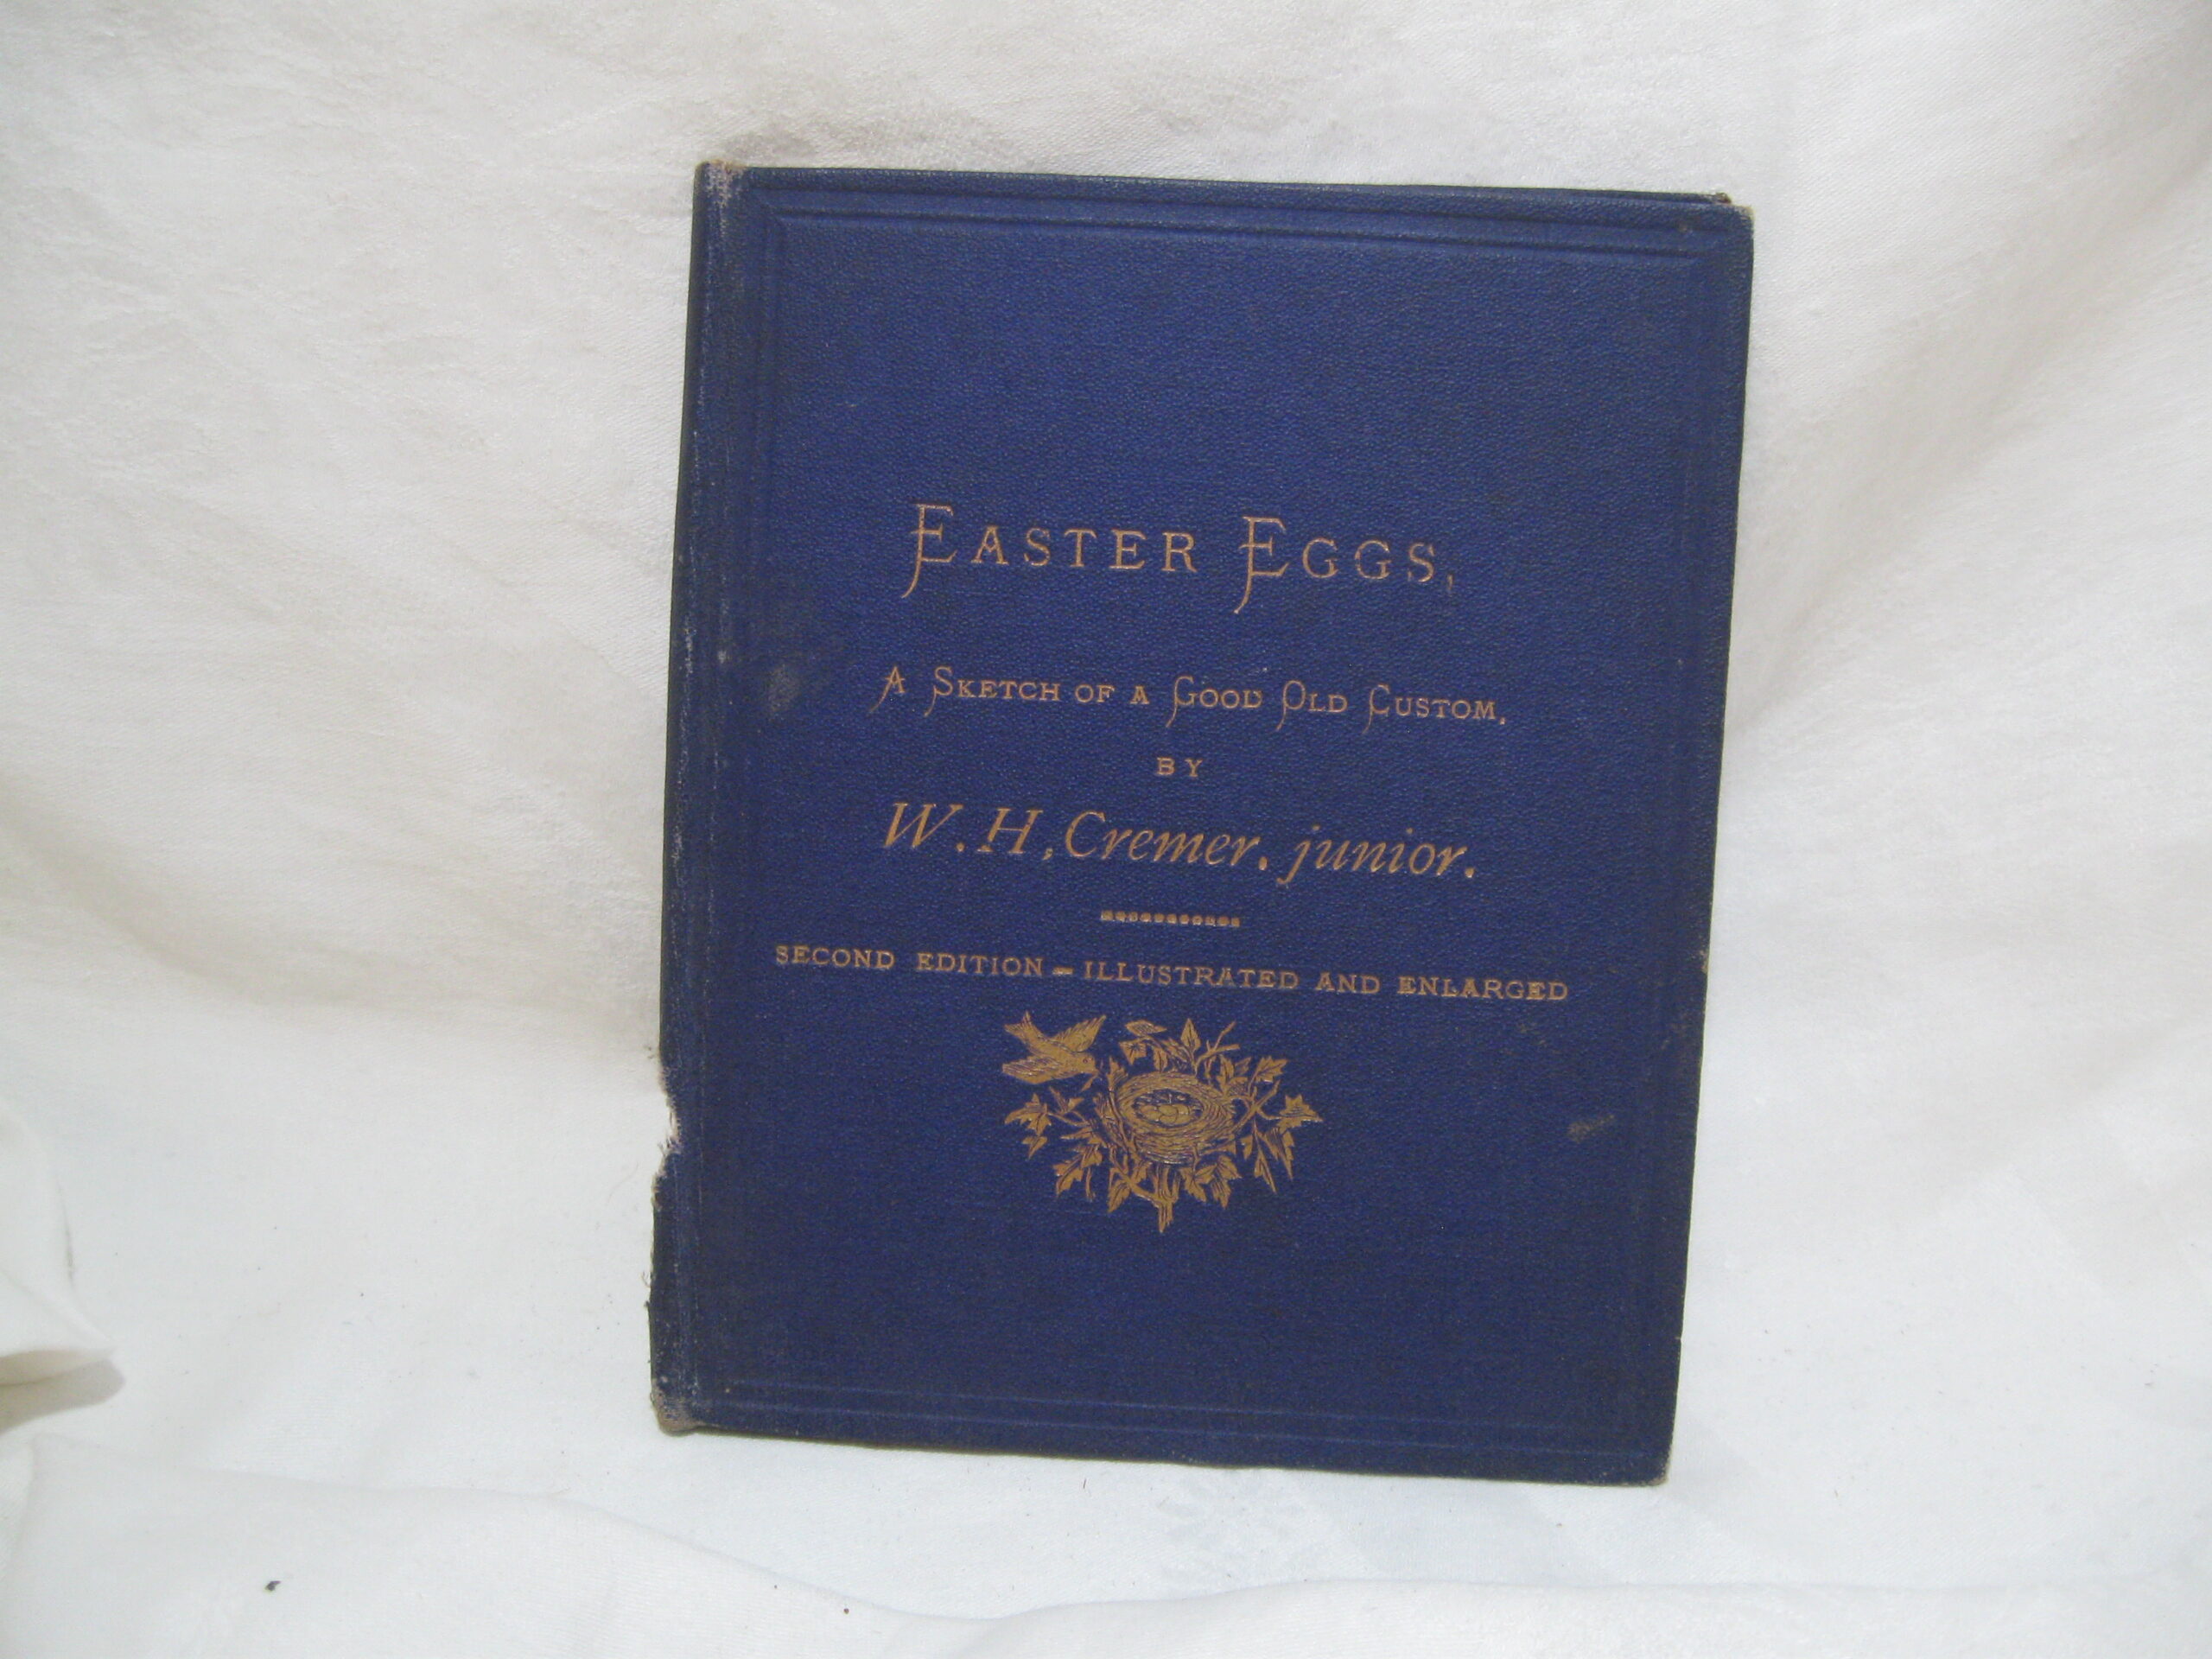 EASTER EGGS,
A SKETCH OF A GOOD OLD CUSTOM,
BY
W. H. Cremer. junior.
SECOND EDITION - ILLUSTRATED AND ENLARGED